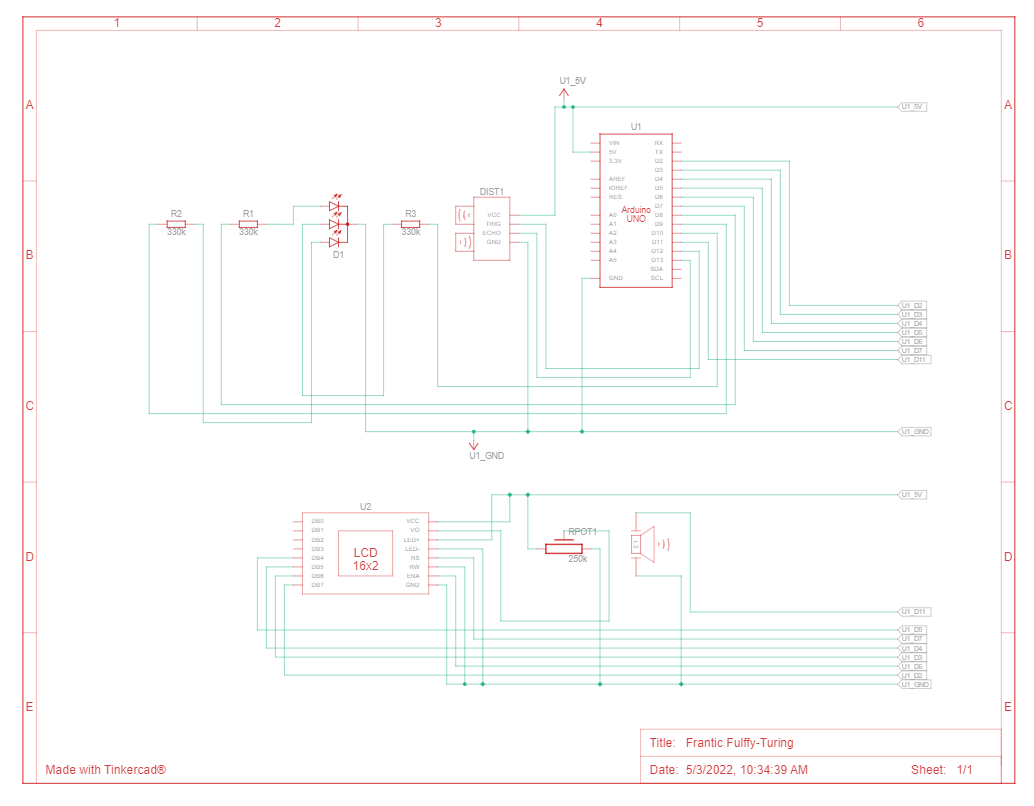 1 2 3 4 5 6
A A
U1_5V
U1_5V
U1
VIN RX
5V TX
3.3V D2
D3
AREF D4
IOREF D5
RES D6
D7
A0 D8
A1 D9
A2 D10
A3 D11
A4 D12
A5 D13
SDA
GND SCL
Arduino
UNO
DIST1
VCC
TRIG
ECHO
GND
R2
330k
R1
330k
D1
R3
330k
B B
U1_D2
U1_D3
U1_D4
U1_D5
U1_D6
U1_D7
U1_D11
C C
U1_GND
U1_GND
U1_5V
U2
DB0 VCC
DB1 VO
DB2 LED+
DB3 LED-
DB4 RS
DB5 RW
DB6 ENA
DB7 GND
LCD
16x2
RPOT1
250k
D D
U1_D11
U1_D5
U1_D7
U1_D4
U1_D3
U1_D6
U1_D2
U1_GND
E E
Title: Frantic Fulffy-Turing
Made with Tinkercad®
Date: 5/3/2022, 10:34:39 AM Sheet: 1/1